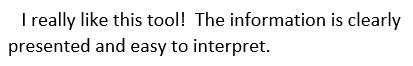 I really like this tool!  The information is clearly
presented and easy to interpret.